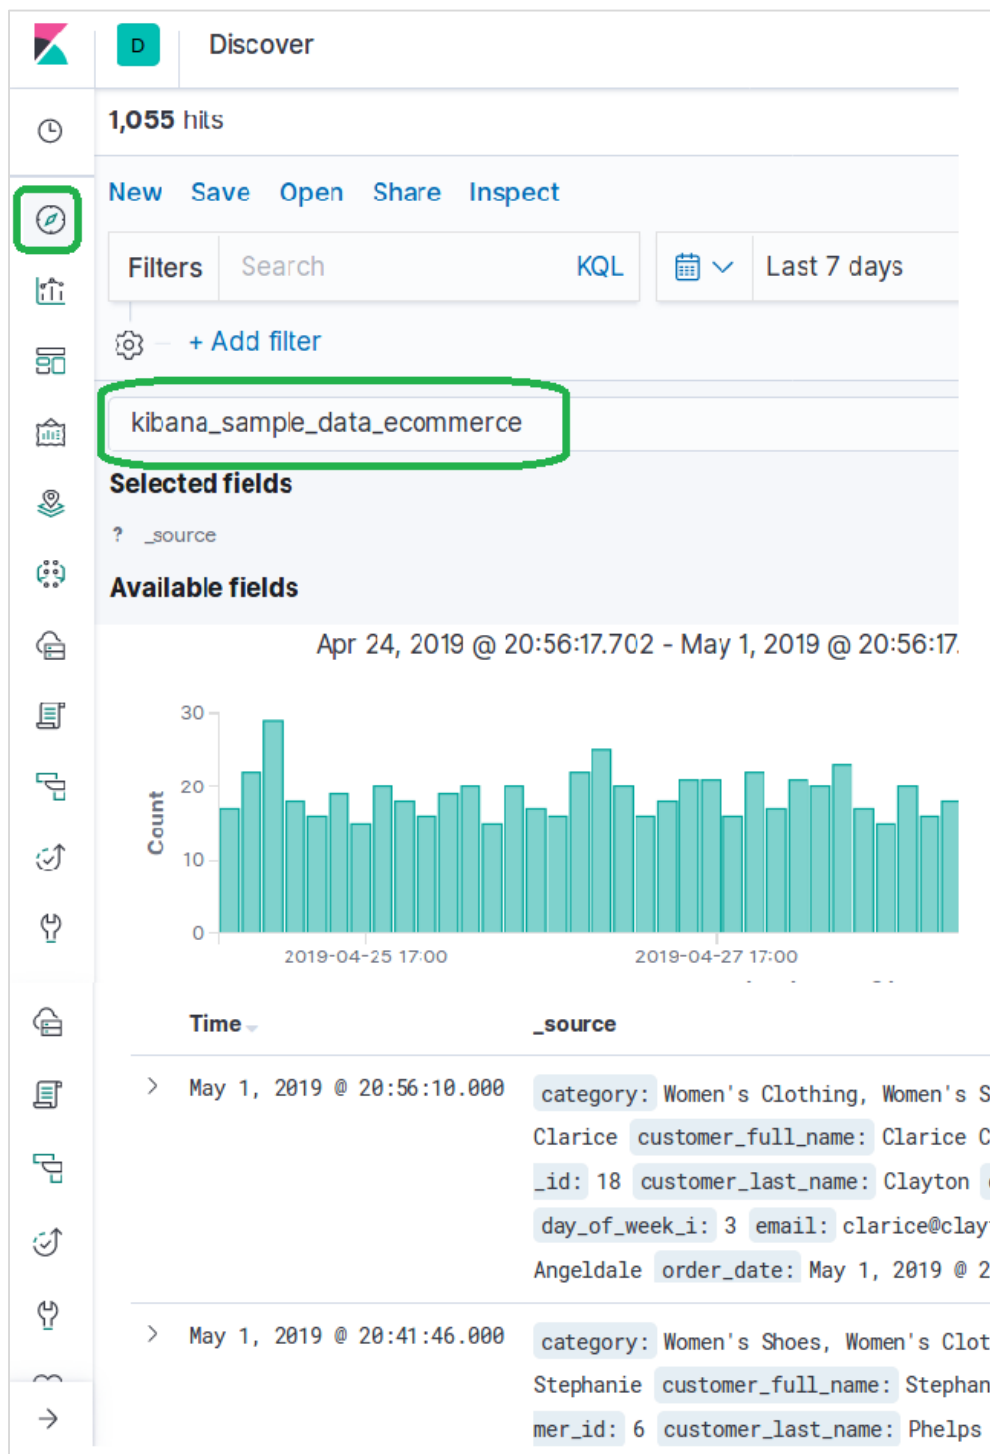 D Discover
1,055 hits
New Save Open Share Inspect
Filters Search KQL Last 7 days
+ Add filter
kibana_sample_data_ecommerce
Selected fields
? _source
Available fields
Apr 24, 2019 @ 20:56:17.702 - May 1, 2019 @ 20:56:17.
30
20
10
0
Count
2019-04-25 17:00 2019-04-27 17:00
Time _source
May 1, 2019 @ 20:56:10.000 category: Women's Clothing, Women's S
Clarice customer_full_name: Clarice C
_id: 18 customer_last_name: Clayton
day_of_week_i: 3 email: clarice@clay
Angeldale order_date: May 1, 2019 @ 2
May 1, 2019 @ 20:41:46.000 category: Women's Shoes, Women's Clot
Stephanie customer_full_name: Stephan
mer_id: 6 customer_last_name: Phelps